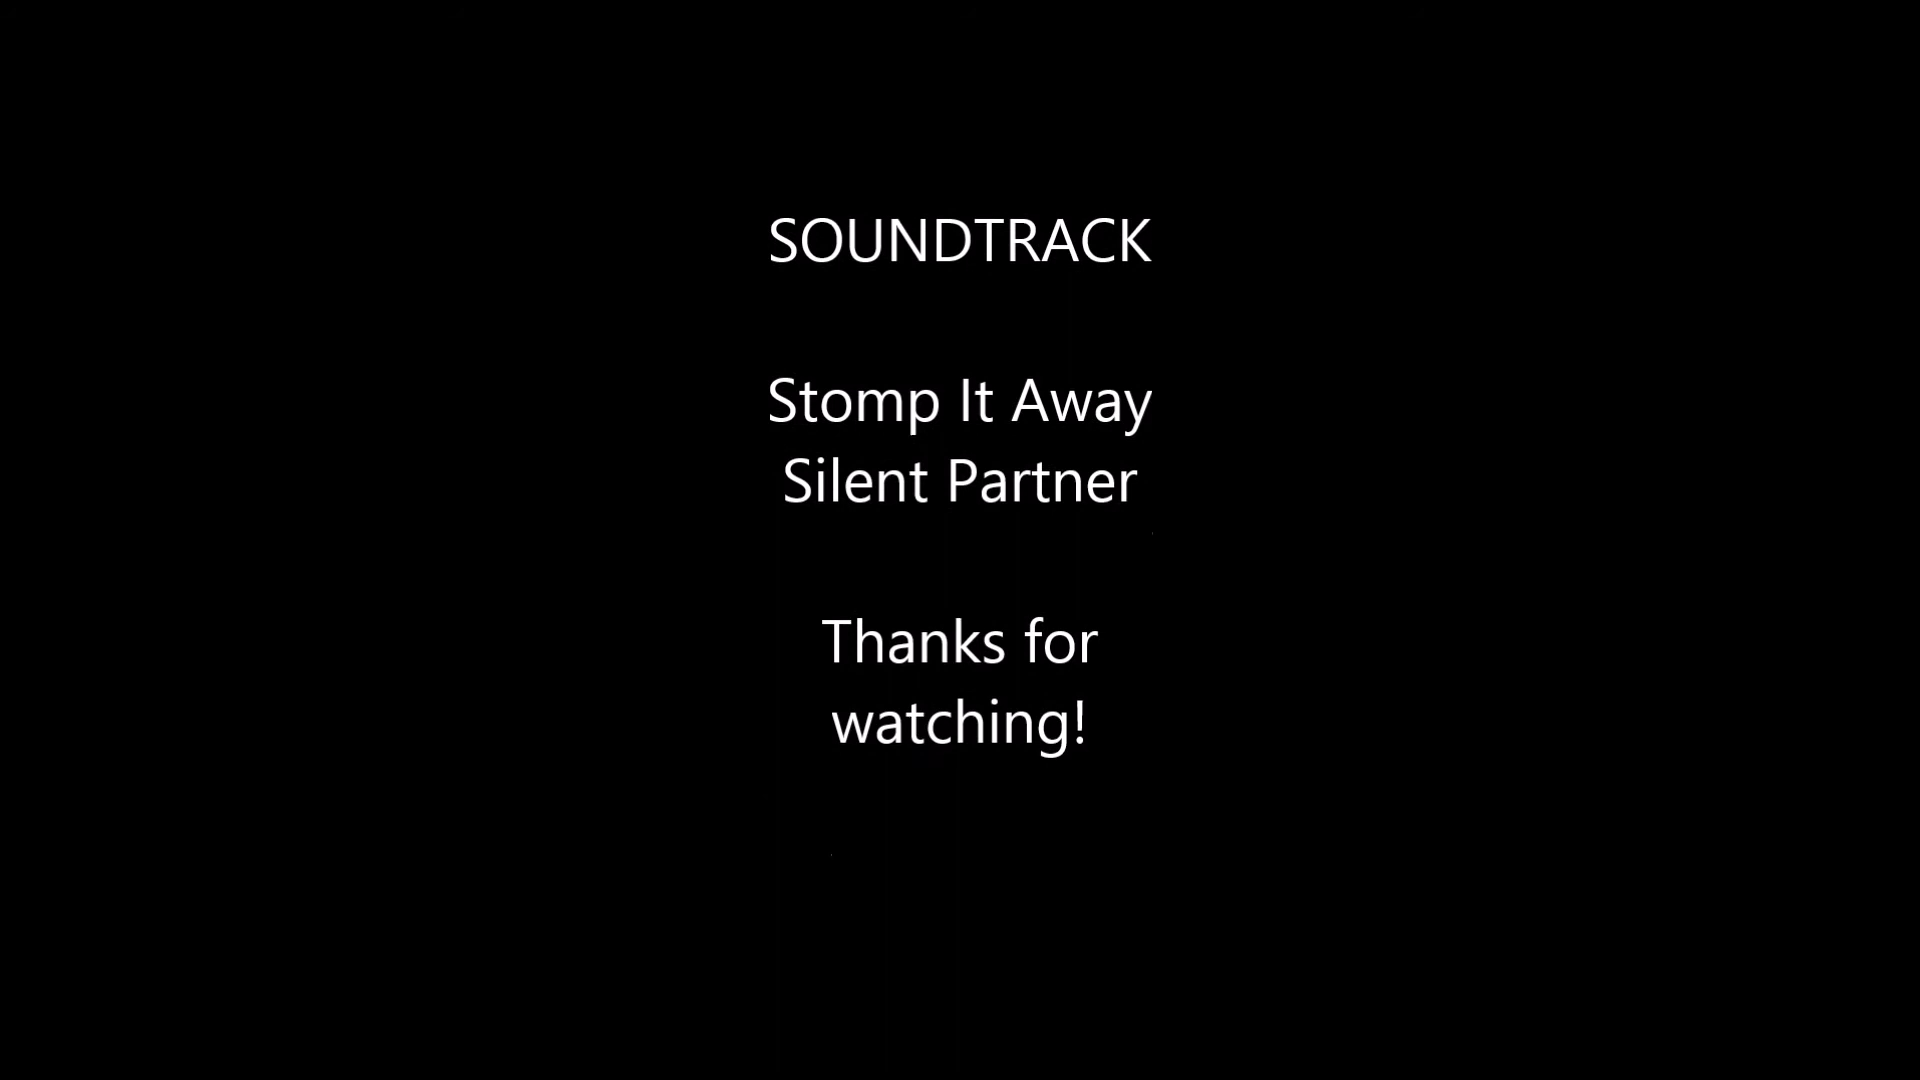 SOUNDTRACK
Stomp It Away
Silent Partner
Thanks for
watching!